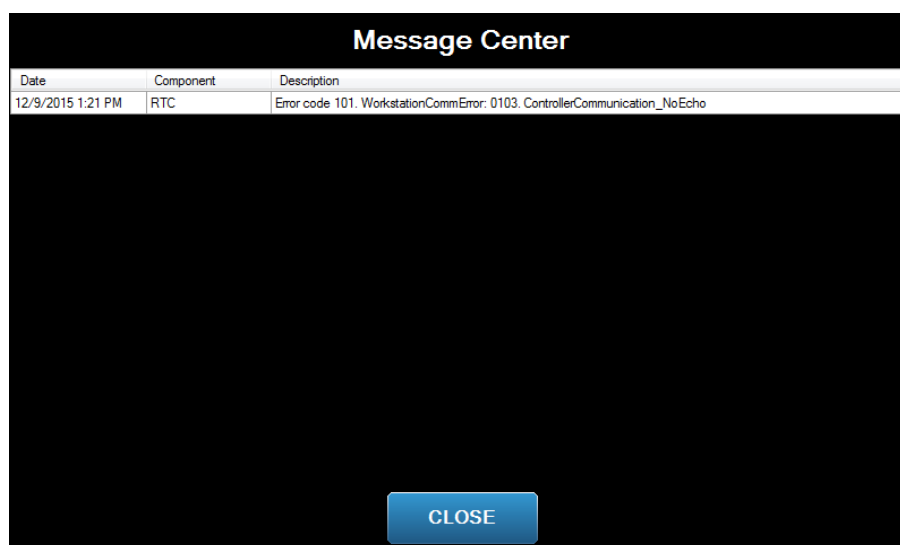 Message Center
Date Component Description
12/9/2015 1:21 PM RTC Error code 101. WorkstationCommError: 0103. ControllerCommunication_NoEcho
CLOSE